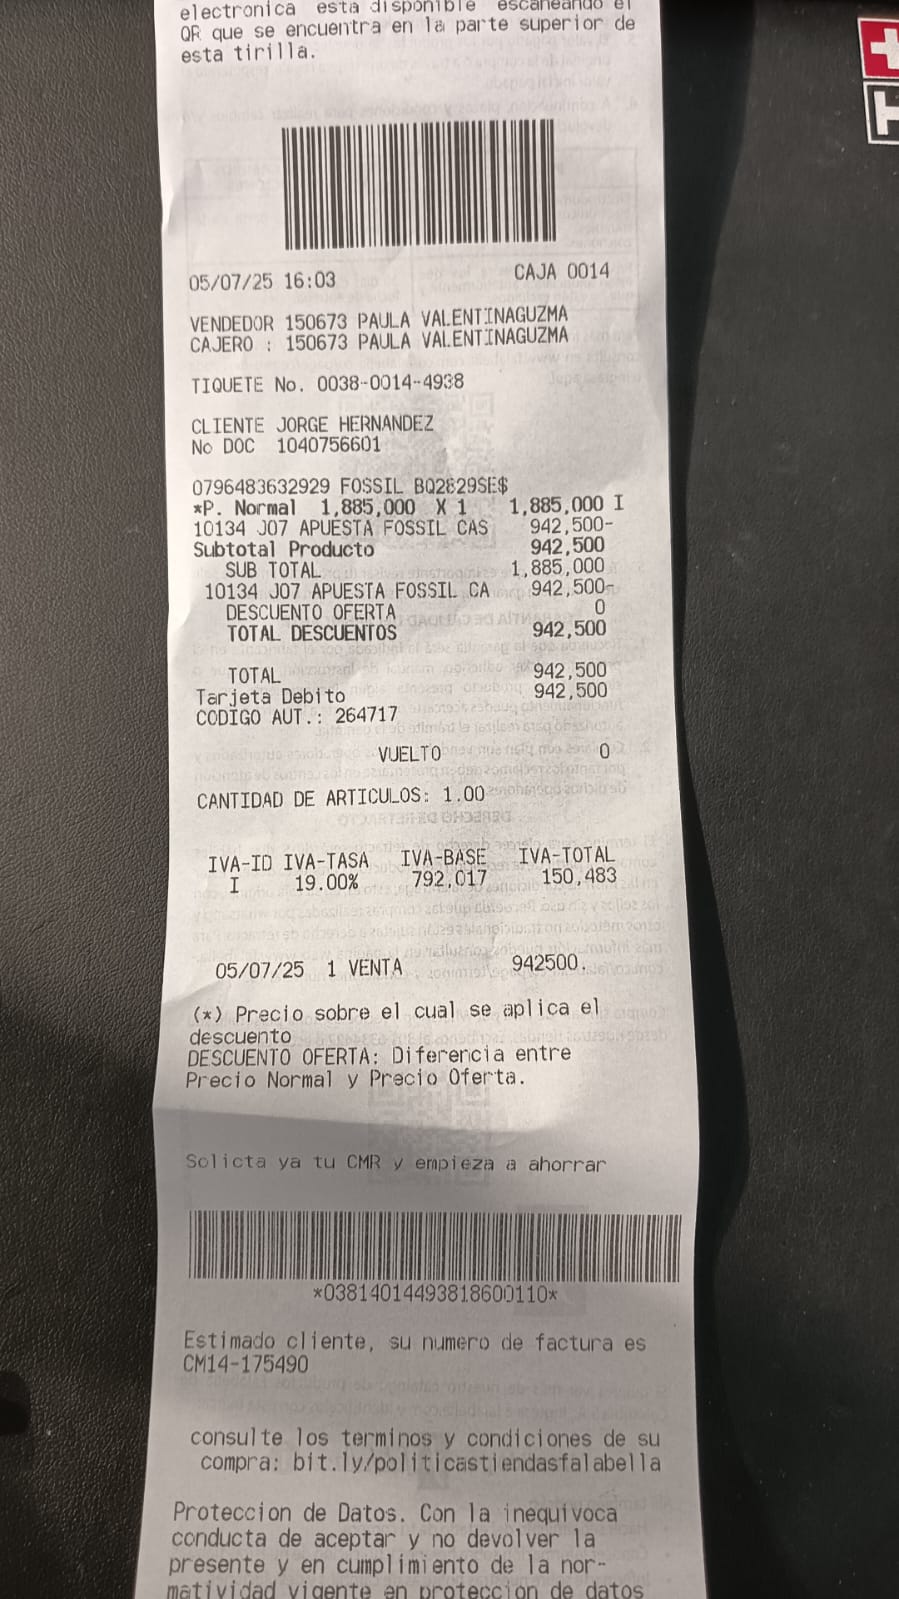 electronica esta disponible escaneando el
QR que se encuentra en la parte superior de
esta tirilla.
05/07/25 16:03 CAJA 0014
VENDEDOR 150673 PAULA VALENTINAGUZMA
CAJERO : 150673 PAULA VALENTINAGUZMA
TIQUETE No. 0038-0014-4938
CLIENTE JORGE HERNANDEZ
No DOC 1040756601
0796483632929 FOSSIL BQ2829SE$
*P. Normal 1,885,000 X 1 1,885,000 I
10134 J07 APUESTA FOSSIL CAS 942,500-
Subtotal Producto 942,500
SUB TOTAL 1,885,000
10134 J07 APUESTA FOSSIL CA 942,500-
DESCUENTO OFERTA 0
TOTAL DESCUENTOS 942,500
TOTAL 942,500
Tarjeta Debito 942,500
CODIGO AUT.: 264717
VUELTO 0
CANTIDAD DE ARTICULOS: 1.00
IVA-ID IVA-TASA IVA-BASE IVA-TOTAL
I 19.00% 792,017 150,483
05/07/25 1 VENTA 942500.
(*) Precio sobre el cual se aplica el
descuento
DESCUENTO OFERTA: Diferencia entre
Precio Normal y Precio Oferta.
Solicta ya tu CMR y empieza a ahorrar
*03814014493818600110*
Estimado cliente, su numero de factura es
CM14-175490
consulte los terminos y condiciones de su
compra: bit.ly/politicastiendasfalabella
Proteccion de Datos. Con la inequivoca
conducta de aceptar y no devolver la
presente y en cumplimiento de la nor-
matividad vigente en proteccion de datos